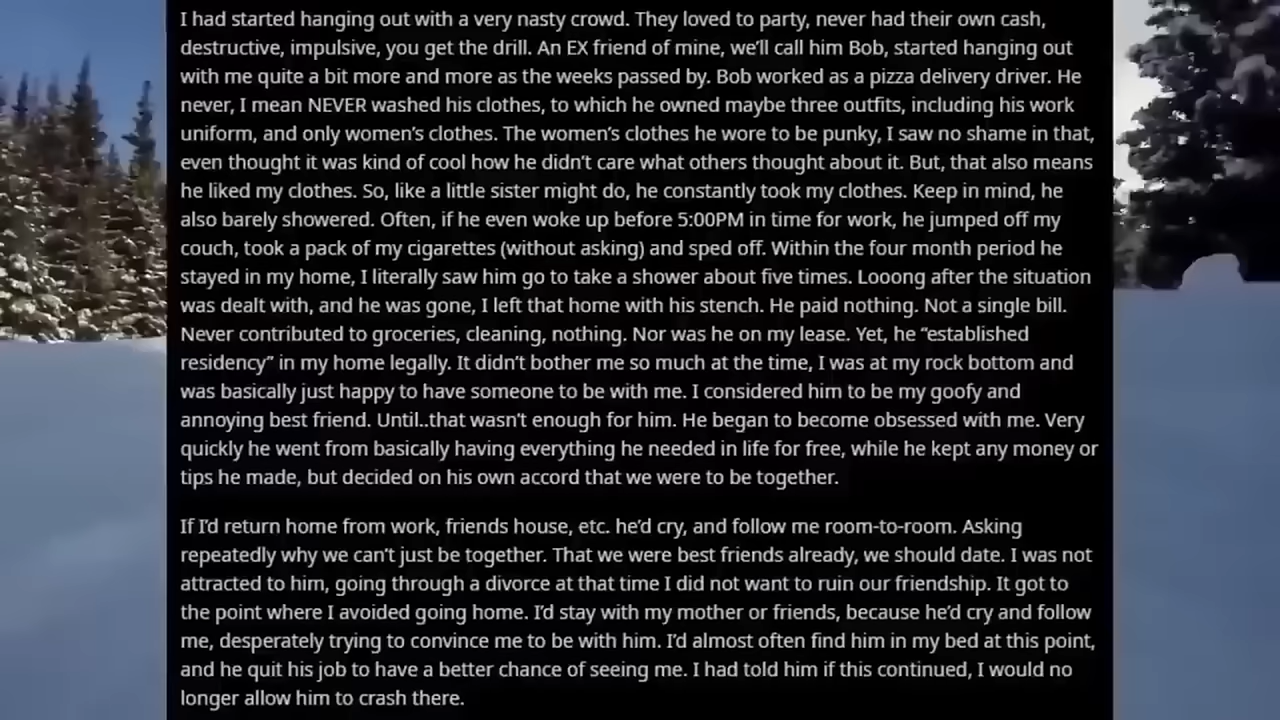 I had started hanging out with a very nasty crowd. They loved to party, never had their own cash,
destructive, impulsive, you get the drill. An EX friend of mine, we’ll call him Bob, started hanging out
with me quite a bit more and more as the weeks passed by. Bob worked as a pizza delivery driver. He
never, I mean NEVER washed his clothes, to which he owned maybe three outfits, including his work
uniform, and only women’s clothes. The women’s clothes he wore to be punky, I saw no shame in that,
even thought it was kind of cool how he didn’t care what others thought about it. But, that also means
he liked my clothes. So, like a little sister might do, he constantly took my clothes. Keep in mind, he
also barely showered. Often, if he even woke up before 5:00PM in time for work, he jumped off my
couch, took a pack of my cigarettes (without asking) and sped off. Within the four month period he
stayed in my home, I literally saw him go to take a shower about five times. Looong after the situation
was dealt with, and he was gone, I left that home with his stench. He paid nothing. Not a single bill.
Never contributed to groceries, cleaning, nothing. Nor was he on my lease. Yet, he “established
residency” in my home legally. It didn’t bother me so much at the time, I was at my rock bottom and
was basically just happy to have someone to be with me. I considered him to be my goofy and
annoying best friend. Until..that wasn’t enough for him. He began to become obsessed with me. Very
quickly he went from basically having everything he needed in life for free, while he kept any money or
tips he made, but decided on his own accord that we were to be together.
If I’d return home from work, friends house, etc. he’d cry, and follow me room-to-room. Asking
repeatedly why we can’t just be together. That we were best friends already, we should date. I was not
attracted to him, going through a divorce at that time I did not want to ruin our friendship. It got to
the point where I avoided going home. I’d stay with my mother or friends, because he’d cry and follow
me, desperately trying to convince me to be with him. I’d almost often find him in my bed at this point,
and he quit his job to have a better chance of seeing me. I had told him if this continued, I would no
longer allow him to crash there.